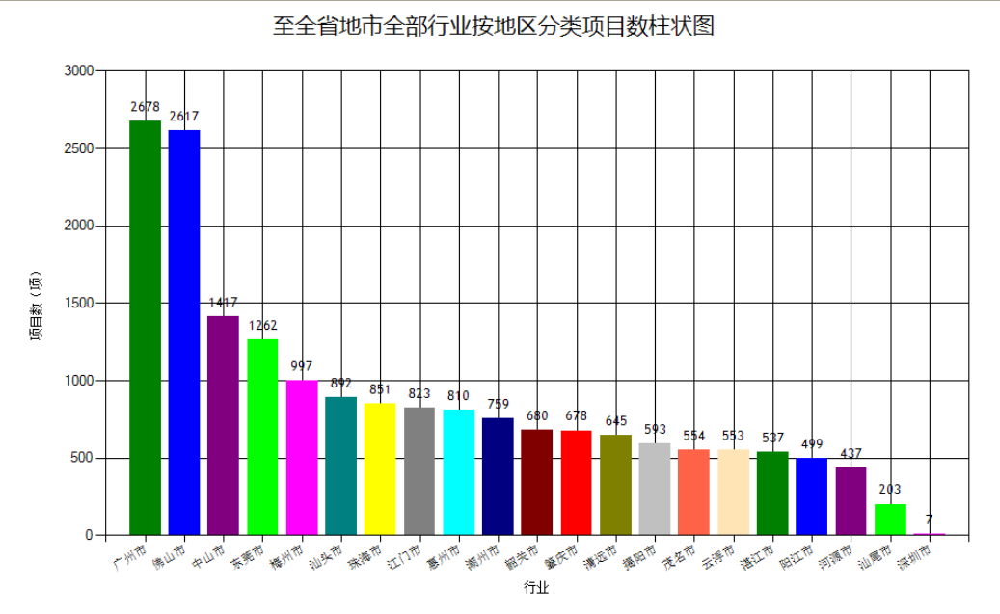 至全省地市全部行业按地区分类项目数柱状图
项目数（项）
3000
2500
2000
1500
1000
500
0
2678
2617
1417
1262
997
892
851
823
810
759
680
678
645
593
554
553
537
499
437
203
7
广州市
佛山市
中山市
东莞市
梅州市
汕头市
珠海市
江门市
惠州市
潮州市
韶关市
肇庆市
清远市
揭阳市
茂名市
云浮市
湛江市
阳江市
河源市
汕尾市
深圳市
行业